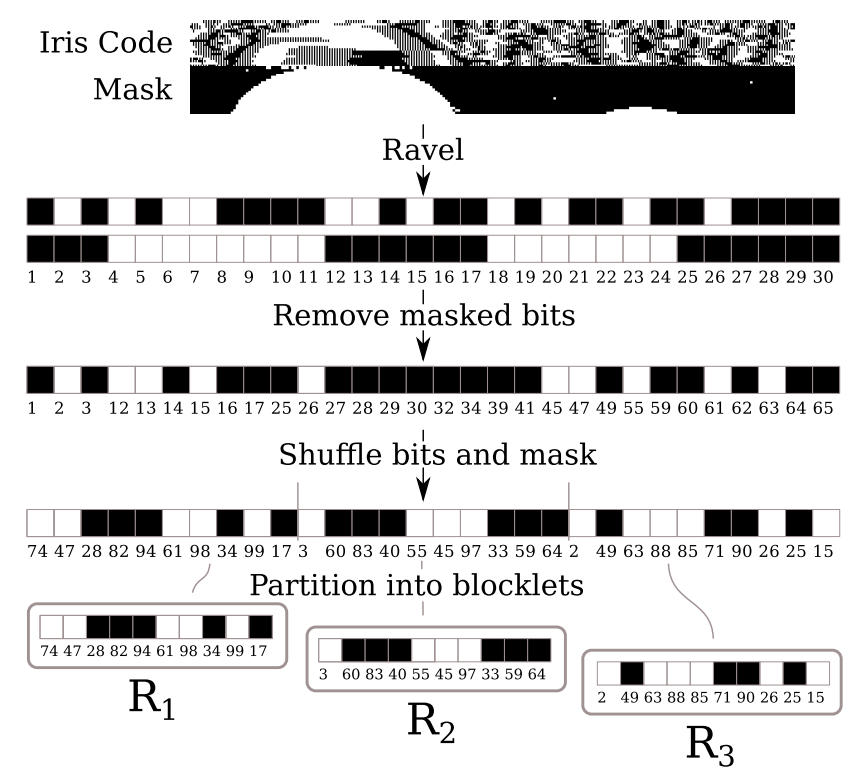 Iris Code
Mask
Ravel
1 2 3 4 5 6 7 8 9 10 11 12 13 14 15 16 17 18 19 20 21 22 23 24 25 26 27 28 29 30
Remove masked bits
1 2 3 12 13 14 15 16 17 25 26 27 28 29 30 32 34 39 41 45 47 49 55 59 60 61 62 63 64 65
Shuffle bits and mask
74 47 28 82 94 61 98 34 99 17 3 60 83 40 55 45 97 33 59 64 2 49 63 88 85 71 90 26 25 15
Partition into blocklets
74 47 28 82 94 61 98 34 99 17
R1
3 60 83 40 55 45 97 33 59 64
R2
2 49 63 88 85 71 90 26 25 15
R3